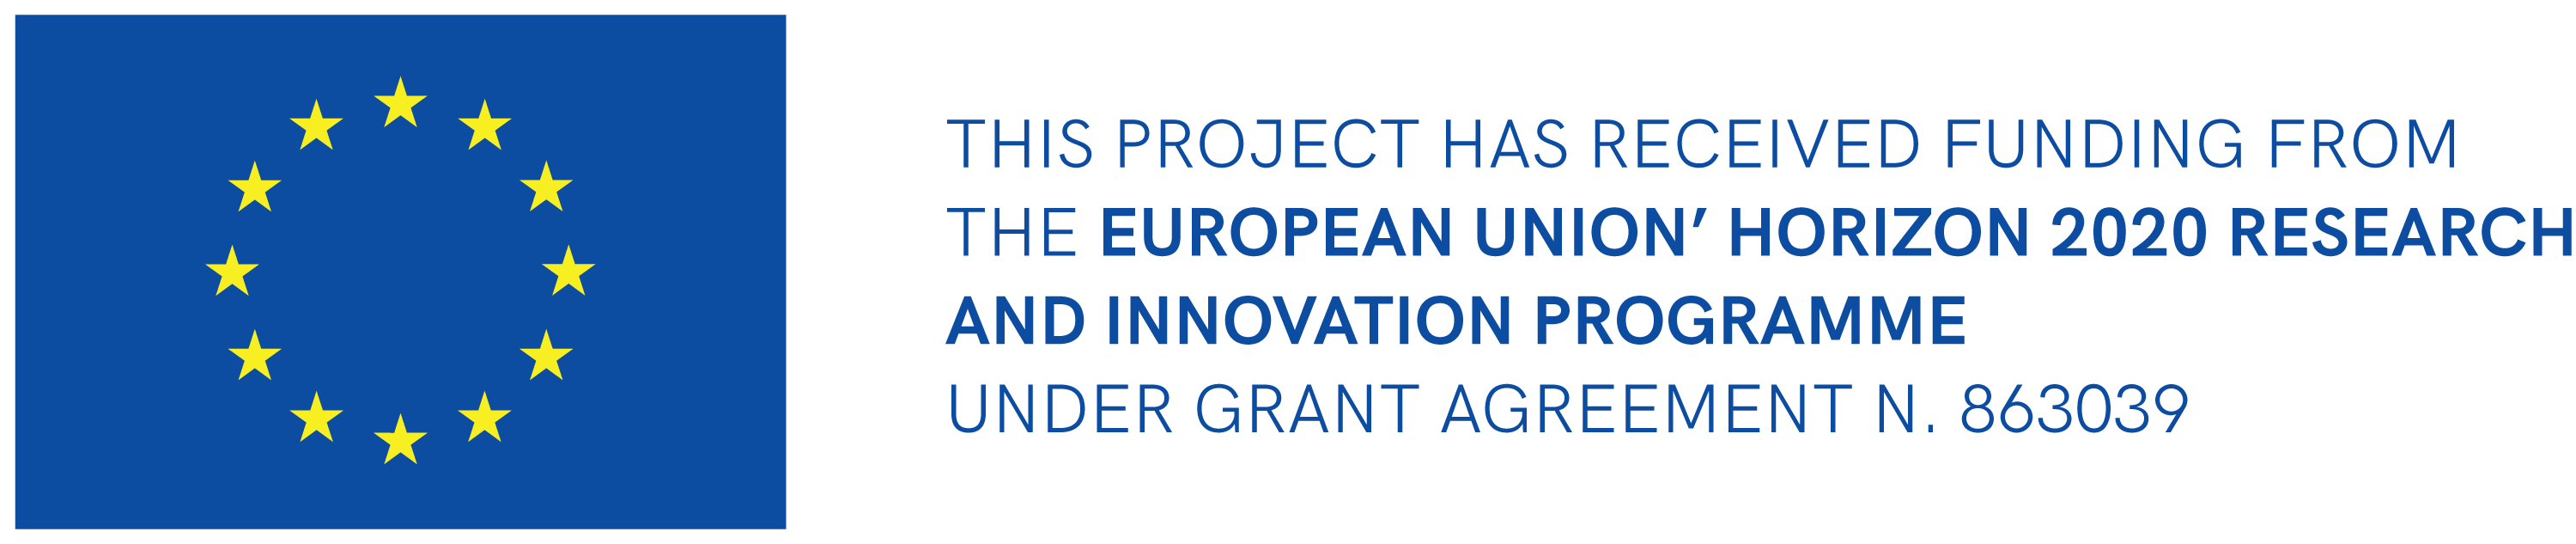 THIS PROJECT HAS RECEIVED FUNDING FROM
THE EUROPEAN UNION’ HORIZON 2020 RESEARCH
AND INNOVATION PROGRAMME
UNDER GRANT AGREEMENT N. 863039